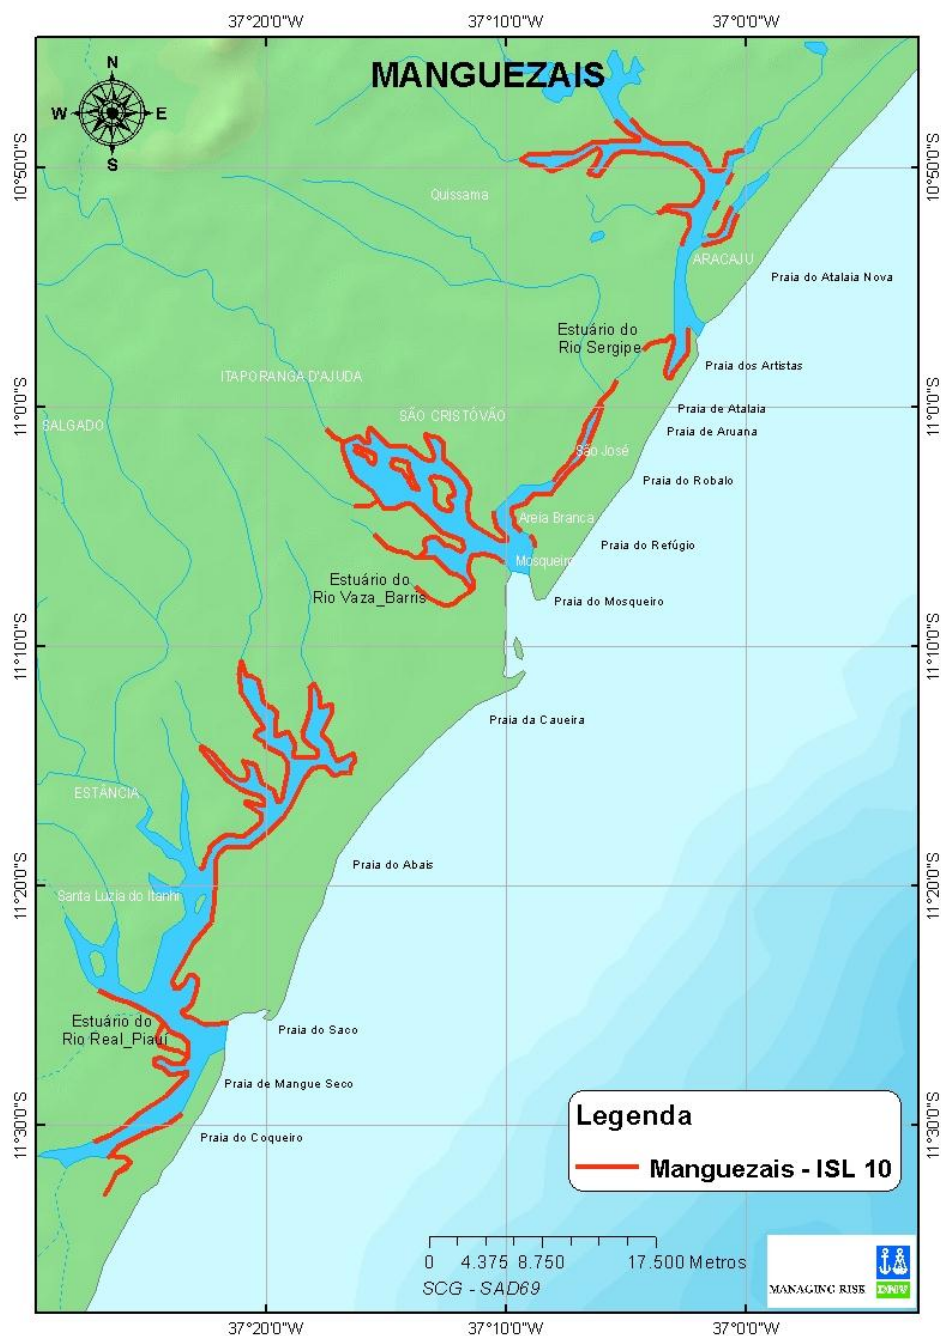 37°20'0"W
37°10'0"W
37°0'0"W
MANGUEZAIS
N
W
E
S
10°50'0"S
10°50'0"S
Quissama
ARACAJU
Praia do Atalaia Nova
Estuário do
Rio Sergipe
Praia dos Artistas
ITAPORANGA D'AJUDA
11°0'0"S
11°0'0"S
SÃO CRISTÓVÃO
Praia de Atalaia
SALGADO
Praia de Aruana
São José
Praia do Robalo
Areia Branca
Praia do Refúgio
Mosqueiro
Estuário do
Rio Vaza_Barris
Praia do Mosqueiro
11°10'0"S
11°10'0"S
Praia da Caueira
ESTÂNCIA
Praia do Abais
11°20'0"S
11°20'0"S
Santa Luzia do Itanhi
Estuário do
Rio Real_Piauí
Praia do Saco
Praia de Mangue Seco
11°30'0"S
11°30'0"S
Praia do Coqueiro
Legenda
Manguezais - ISL 10
0 4.375 8.750 17.500 Metros
SCG - SAD69
MANAGING RISK
DNV
37°20'0"W
37°10'0"W
37°0'0"W